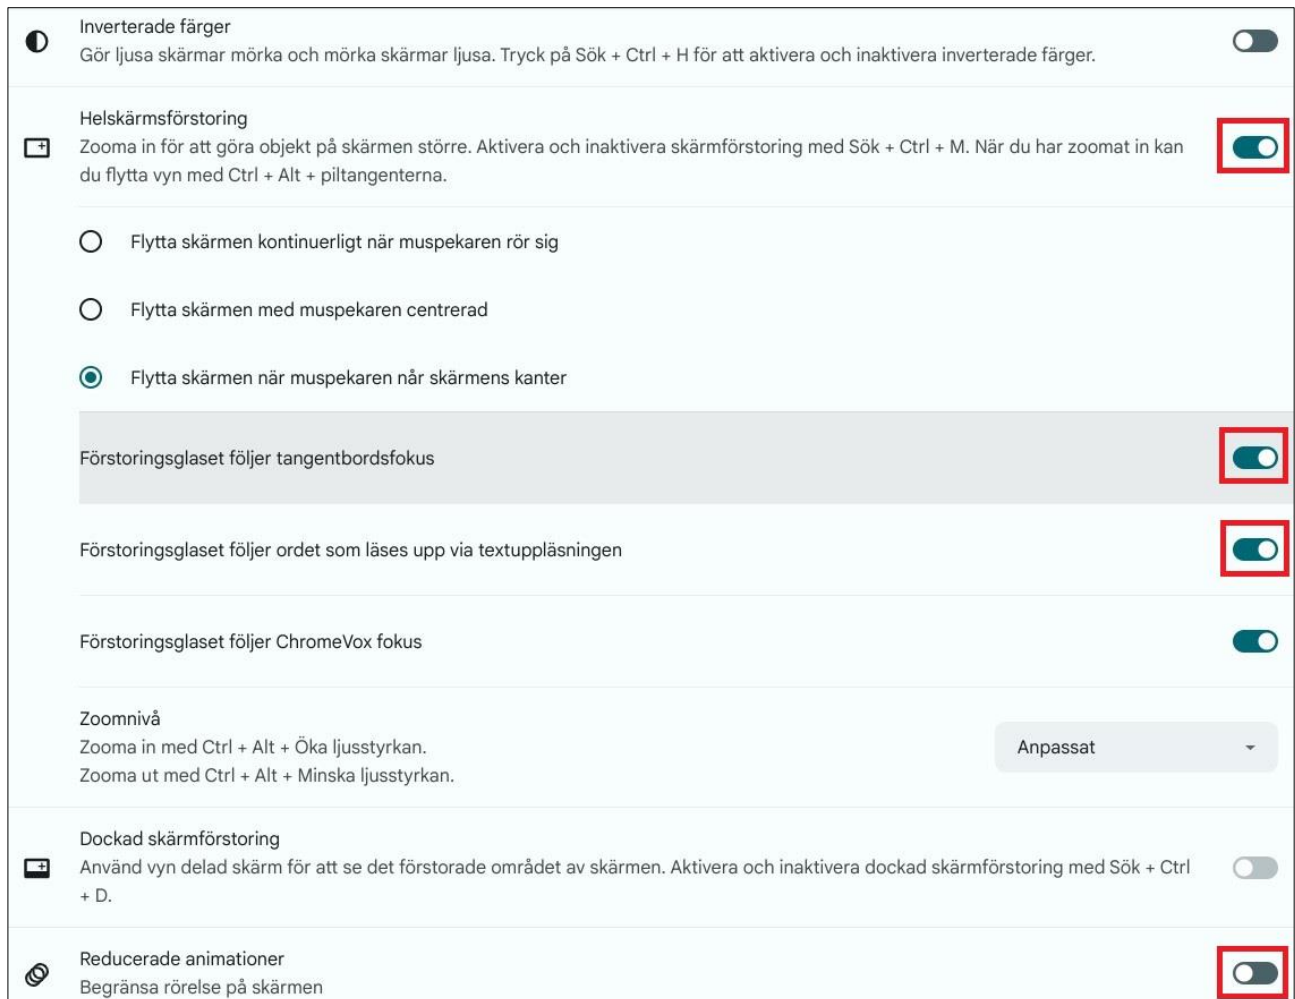 Inverterade färger
Gör ljusa skärmar mörka och mörka skärmar ljusa. Tryck på Sök + Ctrl + H för att aktivera och inaktivera inverterade färger.
Helskärmsförstoring
Zooma in för att göra objekt på skärmen större. Aktivera och inaktivera skärmförstoring med Sök + Ctrl + M. När du har zoomat in kan
du flytta vyn med Ctrl + Alt + piltangenterna.
Flytta skärmen kontinuerligt när muspekaren rör sig
Flytta skärmen med muspekaren centrerad
Flytta skärmen när muspekaren når skärmens kanter
Förstoringsglaset följer tangentbordsfokus
Förstoringsglaset följer ordet som läses upp via textuppläsningen
Förstoringsglaset följer ChromeVox fokus
Zoomnivå
Zooma in med Ctrl + Alt + Öka ljusstyrkan.
Zooma ut med Ctrl + Alt + Minska ljusstyrkan.
Anpassat
Dockad skärmförstoring
Använd vyn delad skärm för att se det förstorade området av skärmen. Aktivera och inaktivera dockad skärmförstoring med Sök + Ctrl
+ D.
Reducerade animationer
Begränsa rörelse på skärmen